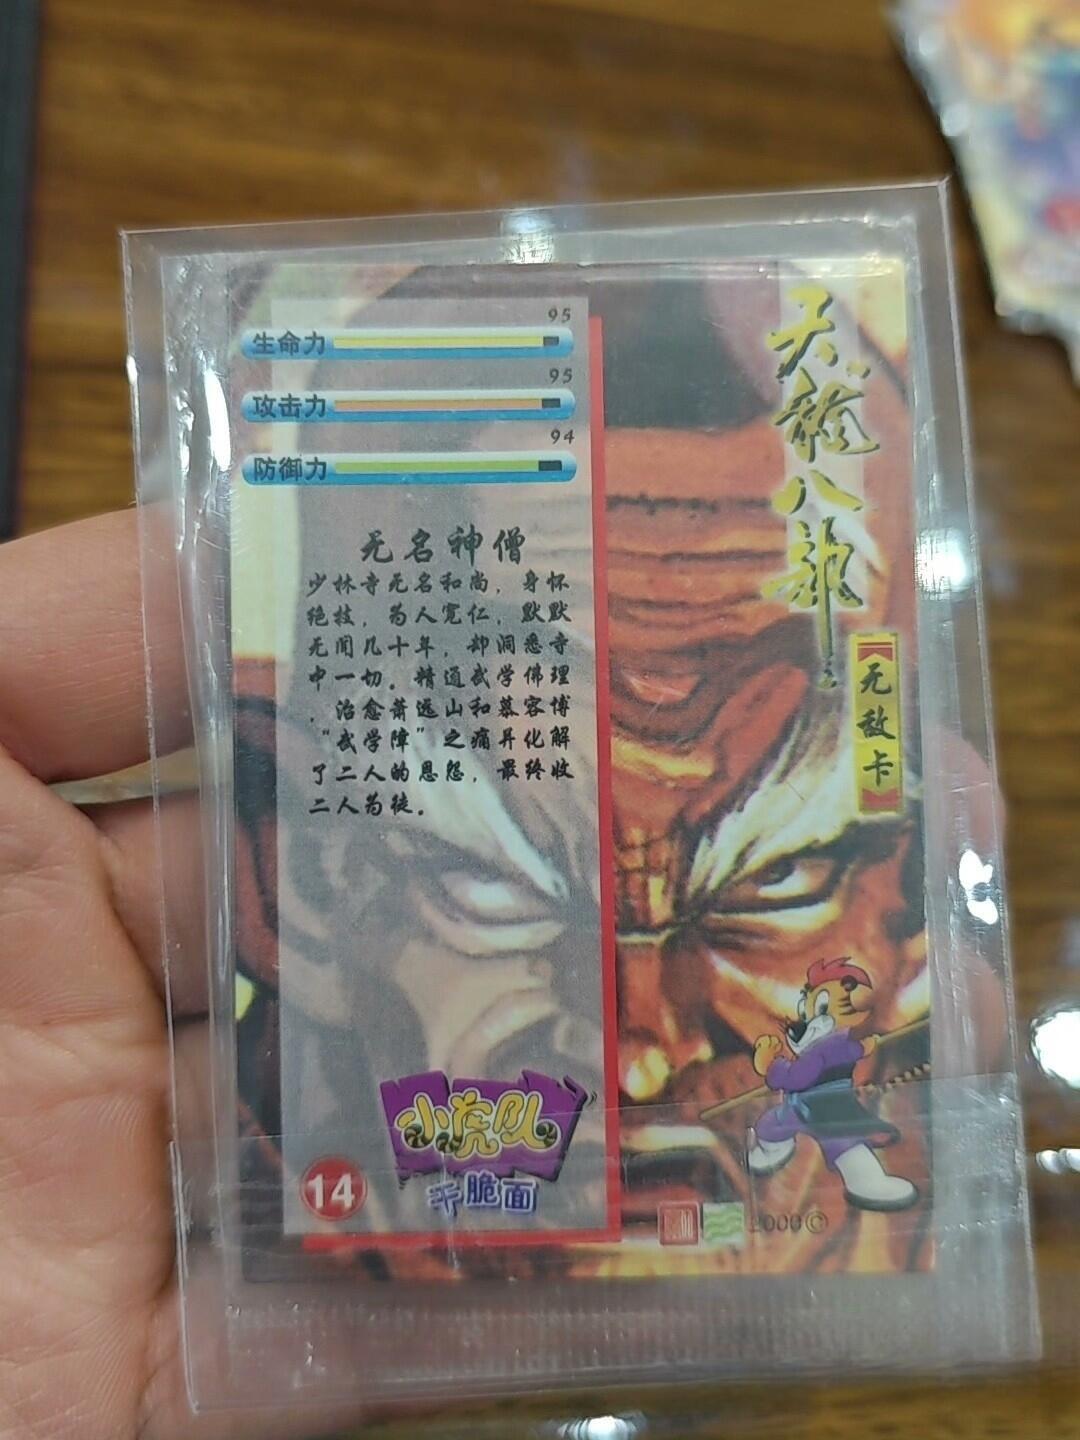 95
生命力
95
攻击力
94
防御力
无名神僧
少林寺无名和尚，身怀
绝技，为人宽仁，默默
无闻几十年，却洞悉寺
中一切。精通武学佛理
，治愈萧远山和慕容博
“武学障”之痛并化解
了二人的恩怨，最终收
二人为徒。
天龍八部
之
无敌卡
小虎队
干脆面
14
2000©